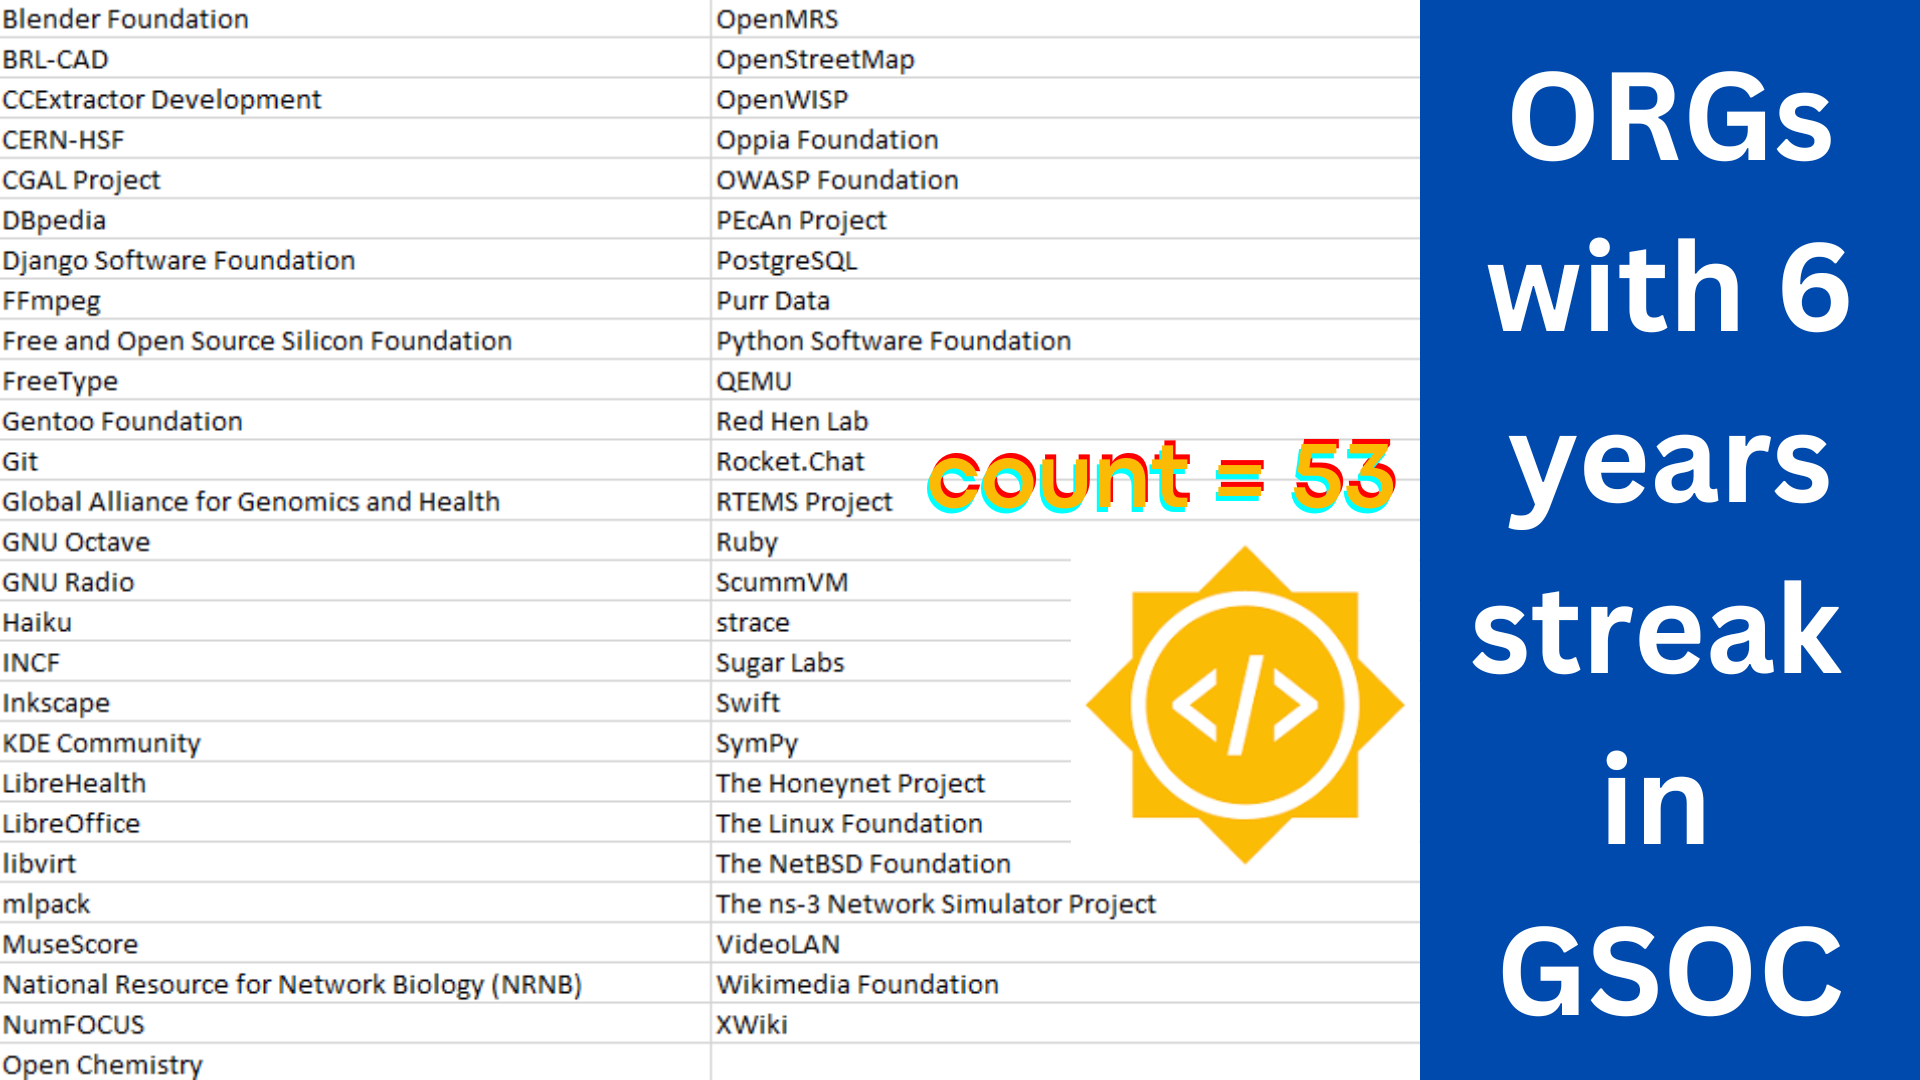 Blender Foundation
BRL-CAD
CCExtractor Development
CERN-HSF
CGAL Project
DBpedia
Django Software Foundation
FFmpeg
Free and Open Source Silicon Foundation
FreeType
Gentoo Foundation
Git
Global Alliance for Genomics and Health
GNU Octave
GNU Radio
Haiku
INCF
Inkscape
KDE Community
LibreHealth
LibreOffice
libvirt
mlpack
MuseScore
National Resource for Network Biology (NRNB)
NumFOCUS
Open Chemistry
OpenMRS
OpenStreetMap
OpenWISP
Oppia Foundation
OWASP Foundation
PEcAn Project
PostgreSQL
Purr Data
Python Software Foundation
QEMU
Red Hen Lab
Rocket.Chat
RTEMS Project
Ruby
ScummVM
strace
Sugar Labs
Swift
SymPy
The Honeynet Project
The Linux Foundation
The NetBSD Foundation
The ns-3 Network Simulator Project
VideoLAN
Wikimedia Foundation
XWiki
count = 53
</>
ORGs
with 6
years
streak
in
GSOC